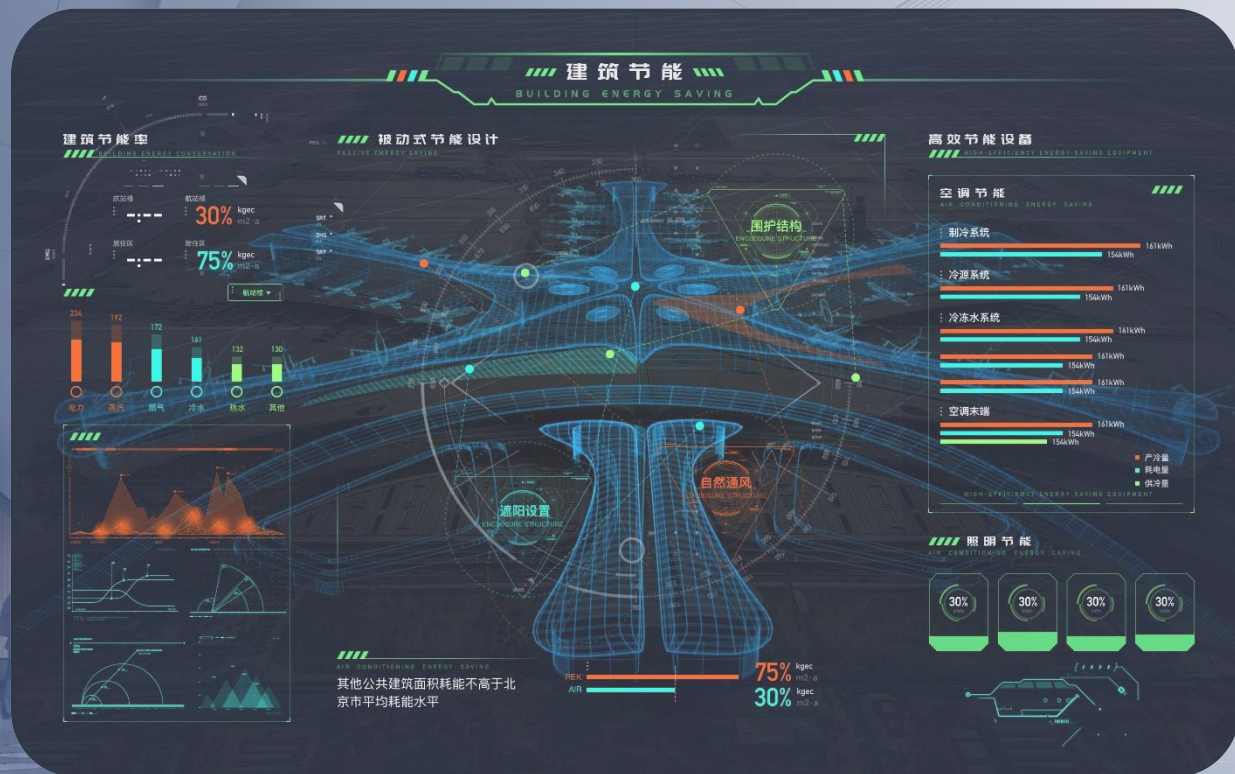 建筑节能
BUILDING ENERGY SAVING
建筑节能率
BUILDING ENERGY CONSERVATION
航站楼
-:--
航站楼
30% kgec
m2·a
居住区
-:--
居住区
75% kgec
m2·a
航站楼
234
192
172
161
132
130
电力
蒸汽
燃气
冷水
热水
其他
被动式节能设计
PASSIVE ENERGY SAVING
围护结构
ENCLOSURE STRUCTURE
遮阳设置
ENCLOSURE STRUCTURE
自然通风
ENCLOSURE STRUCTURE
AIR CONDITIONING ENERGY SAVING
其他公共建筑面积耗能不高于北
京市平均耗能水平
PEK
75% kgec
m2·a
AIR
30% kgec
m2·a
高效节能设备
HIGH-EFFICIENCY ENERGY-SAVING EQUIPMENT
空调节能
AIR CONDITIONING ENERGY SAVING
制冷系统
161kWh
154kWh
冷源系统
161kWh
154kWh
冷冻水系统
161kWh
154kWh
161kWh
154kWh
161kWh
154kWh
空调末端
161kWh
154kWh
154kWh
产冷量
耗电量
供冷量
HIGH-EFFICIENCY ENERGY-SAVING EQUIPMENT
照明节能
AIR CONDITIONING ENERGY SAVING
30%
30%
30%
30%